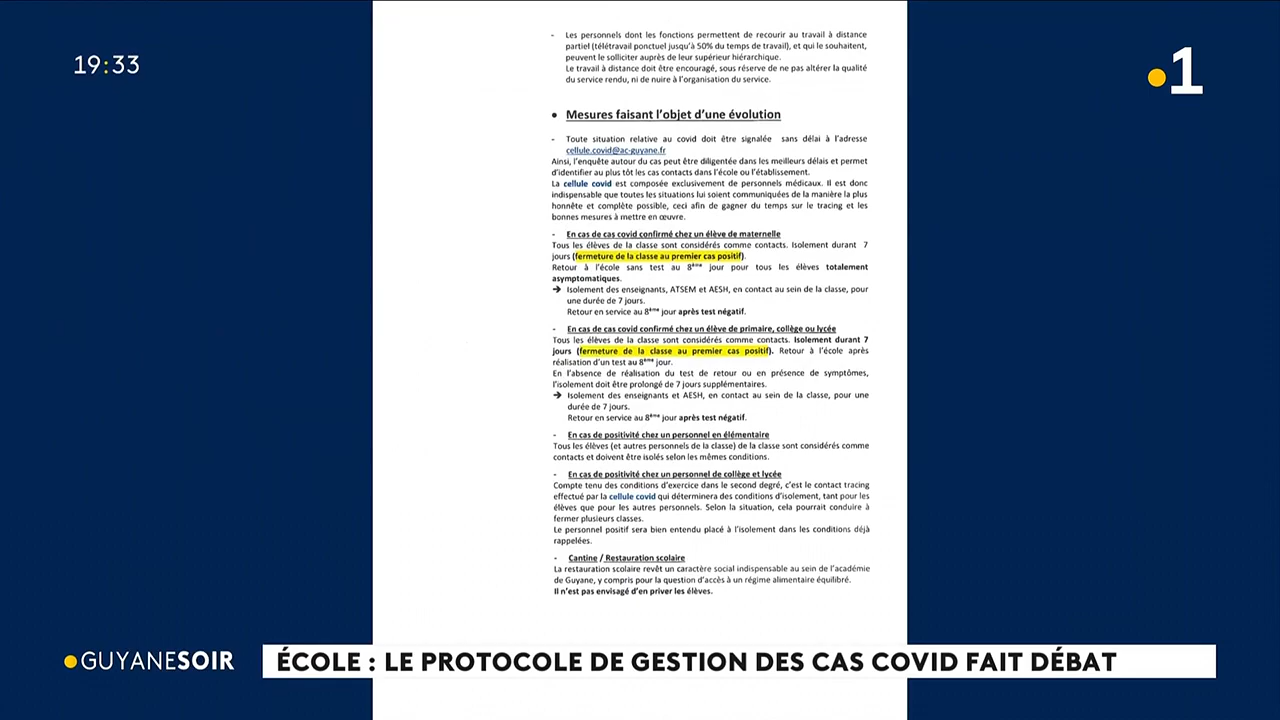 19:33
1
- Les personnels dont les fonctions permettent de recourir au travail à distance
partiel (télétravail ponctuel jusqu'à 50% du temps de travail), et qui le souhaitent,
peuvent le solliciter auprès de leur supérieur hiérarchique.
Le travail à distance doit être encouragé, sous réserve de ne pas altérer la qualité
du service rendu, ni de nuire à l'organisation du service.
• Mesures faisant l'objet d'une évolution
- Toute situation relative au covid doit être signalée sans délai à l'adresse
cellule.covid@ac-guyane.fr
Ainsi, l'enquête autour du cas peut être diligentée dans les meilleurs délais et permet
d'identifier au plus tôt les cas contacts dans l'école ou l'établissement.
La cellule covid est composée exclusivement de personnels médicaux. Il est donc
indispensable que toutes les situations lui soient communiquées de la manière la plus
honnête et complète possible, ceci afin de gagner du temps sur le tracing et les
bonnes mesures à mettre en œuvre.
- En cas de cas covid confirmé chez un élève de maternelle
Tous les élèves de la classe sont considérés comme contacts. Isolement durant 7
jours (fermeture de la classe au premier cas positif).
Retour à l'école sans test au 8ème jour pour tous les élèves totalement
asymptomatiques.
➔ Isolement des enseignants, ATSEM et AESH, en contact au sein de la classe, pour
une durée de 7 jours.
Retour en service au 8ème jour après test négatif.
- En cas de cas covid confirmé chez un élève de primaire, collège ou lycée
Tous les élèves de la classe sont considérés comme contacts. Isolement durant 7
jours (fermeture de la classe au premier cas positif). Retour à l'école après
réalisation d'un test au 8ème jour.
En l'absence de réalisation du test de retour ou en présence de symptômes,
l'isolement doit être prolongé de 7 jours supplémentaires.
➔ Isolement des enseignants et AESH, en contact au sein de la classe, pour une
durée de 7 jours.
Retour en service au 8ème jour après test négatif.
- En cas de positivité chez un personnel en élémentaire
Tous les élèves (et autres personnels de la classe) de la classe sont considérés comme
contacts et doivent être isolés selon les mêmes conditions.
- En cas de positivité chez un personnel de collège et lycée
Compte tenu des conditions d'exercice dans le second degré, c'est le contact tracing
effectué par la cellule covid qui déterminera des conditions d'isolement, tant pour les
élèves que pour les autres personnels. Selon la situation, cela pourrait conduire à
fermer plusieurs classes.
Le personnel positif sera bien entendu placé à l'isolement dans les conditions déjà
rappelées.
- Cantine / Restauration scolaire
La restauration scolaire revêt un caractère social indispensable au sein de l'académie
de Guyane, y compris pour la question d'accès à un régime alimentaire équilibré.
Il n'est pas envisagé d'en priver les élèves.
GUYANESOIR
ÉCOLE : LE PROTOCOLE DE GESTION DES CAS COVID FAIT DÉBAT